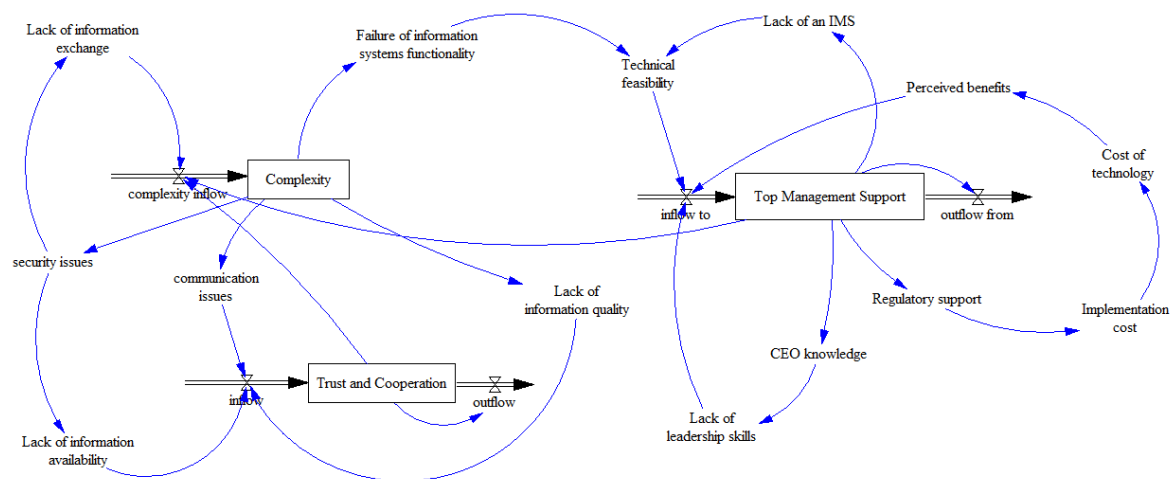 Lack of information
exchange
Failure of information
systems functionality
Lack of an IMS
Technical
feasibility
Perceived benefits
Cost of
technology
Complexity
complexity inflow
Top Management Support
inflow to
outflow from
security issues
communication
issues
Lack of
information quality
Regulatory support
Implementation
cost
CEO knowledge
Trust and Cooperation
inflow
outflow
Lack of
leadership skills
Lack of information
availability